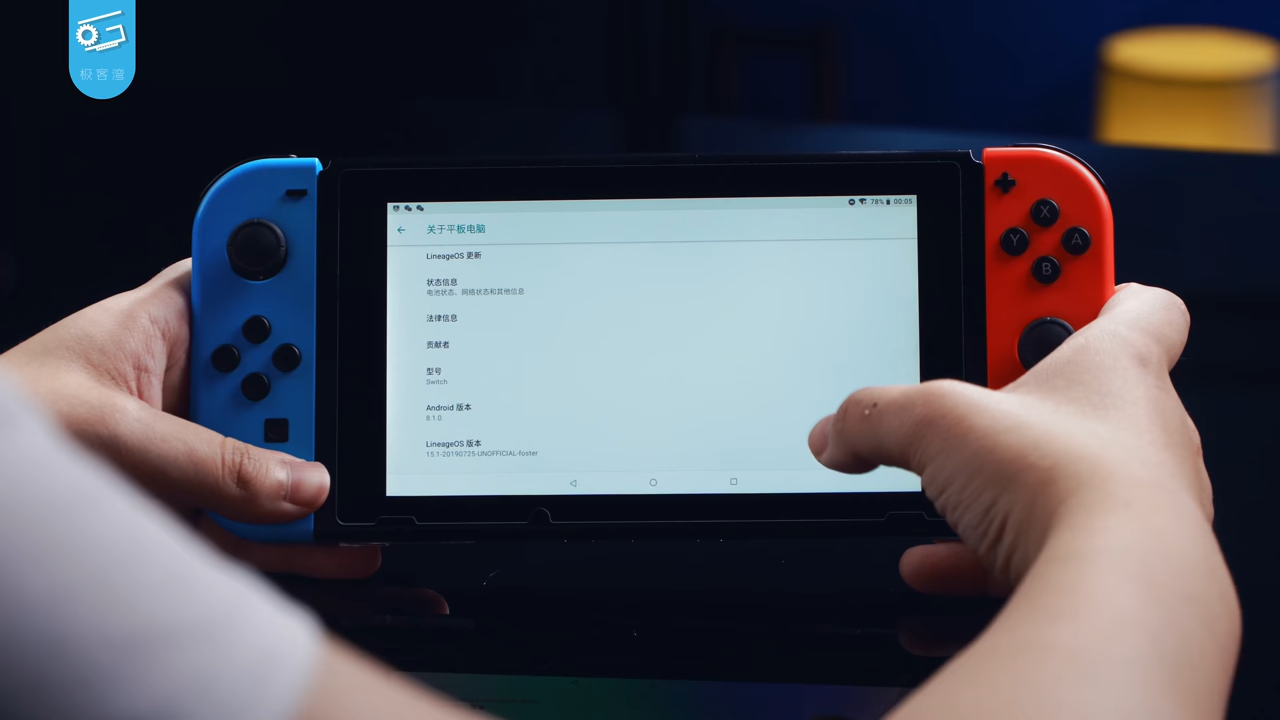 极客湾
78% 00:05
关于平板电脑
LineageOS 更新
状态信息
电池状态、网络状态和其他信息
法律信息
贡献者
型号
Switch
Android 版本
8.1.0
LineageOS 版本
15.1-20190725-UNOFFICIAL-foster
X
Y
A
B